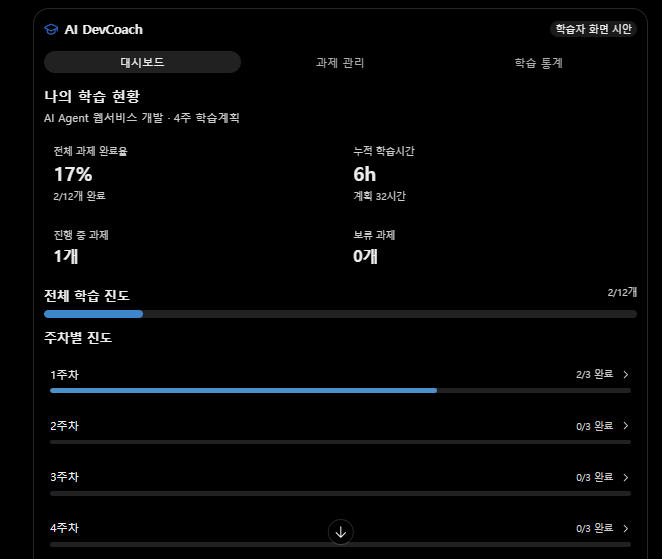 AI DevCoach
학습자 화면 시안
대시보드
과제 관리
학습 통계
나의 학습 현황
AI Agent 웹서비스 개발 · 4주 학습계획
전체 과제 완료율
17%
2/12개 완료
누적 학습시간
6h
계획 32시간
진행 중 과제
1개
보류 과제
0개
전체 학습 진도
2/12개
주차별 진도
1주차
2/3 완료
2주차
0/3 완료
3주차
0/3 완료
4주차
0/3 완료